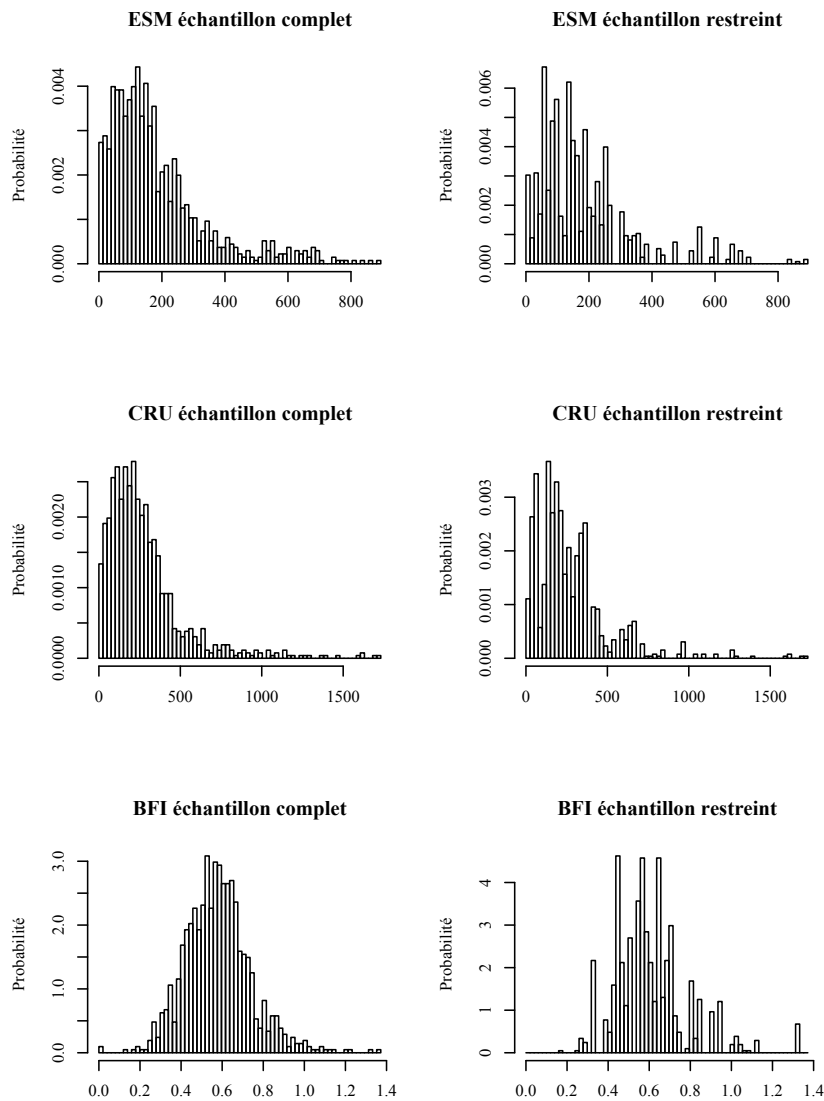 ESM échantillon complet
Probabilité
0.000 0.002 0.004
0 200 400 600 800
ESM échantillon restreint
Probabilité
0.000 0.002 0.004 0.006
0 200 400 600 800
CRU échantillon complet
Probabilité
0.0000 0.0010 0.0020
0 500 1000 1500
CRU échantillon restreint
Probabilité
0.000 0.001 0.002 0.003
0 500 1000 1500
BFI échantillon complet
Probabilité
0.0 1.0 2.0 3.0
0.0 0.2 0.4 0.6 0.8 1.0 1.2 1.4
BFI échantillon restreint
Probabilité
0 1 2 3 4
0.0 0.2 0.4 0.6 0.8 1.0 1.2 1.4